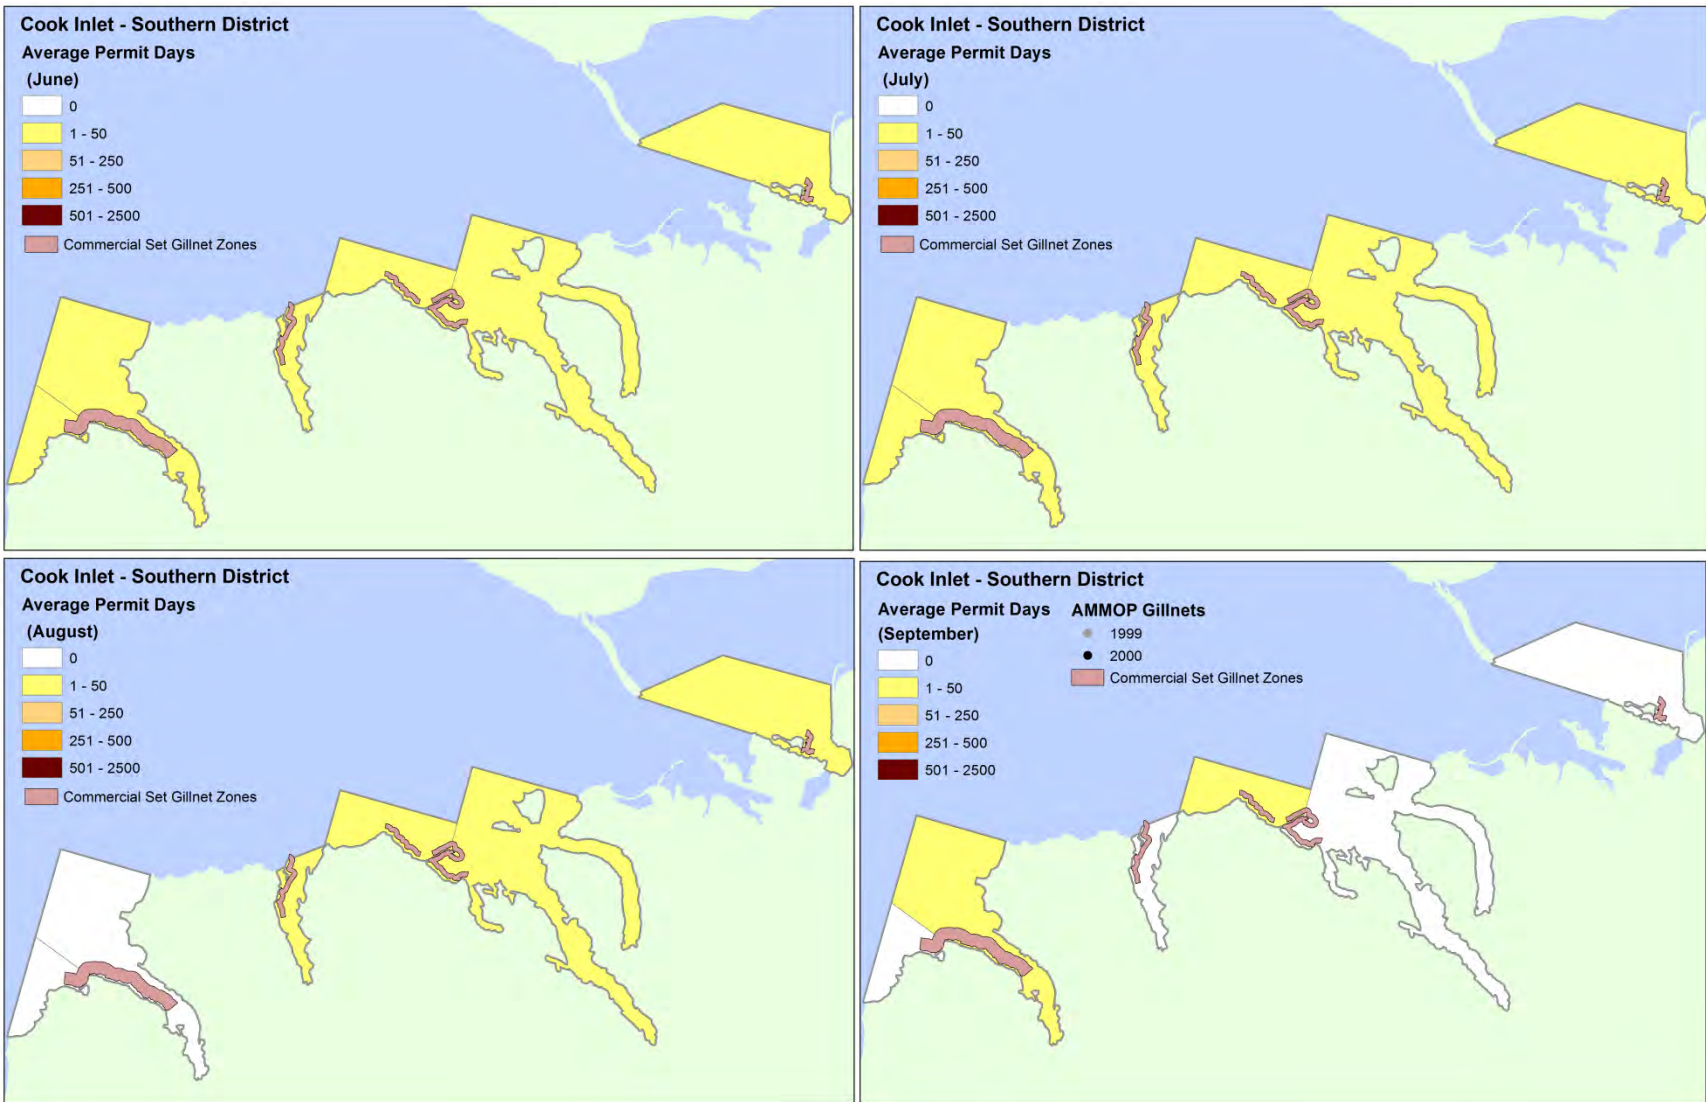 Cook Inlet - Southern District
Average Permit Days
(June)
0
1 - 50
51 - 250
251 - 500
501 - 2500
Commercial Set Gillnet Zones
Cook Inlet - Southern District
Average Permit Days
(July)
0
1 - 50
51 - 250
251 - 500
501 - 2500
Commercial Set Gillnet Zones
Cook Inlet - Southern District
Average Permit Days
(August)
0
1 - 50
51 - 250
251 - 500
501 - 2500
Commercial Set Gillnet Zones
Cook Inlet - Southern District
Average Permit Days
(September)
0
1 - 50
51 - 250
251 - 500
501 - 2500
AMMOP Gillnets
1999
2000
Commercial Set Gillnet Zones